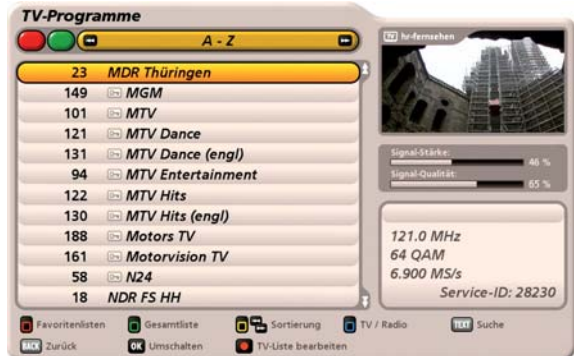 TV-Programme
A - Z
TV hr-fernsehen
23 MDR Thüringen
149 MGM
101 MTV
121 MTV Dance
131 MTV Dance (engl)
94 MTV Entertainment
122 MTV Hits
130 MTV Hits (engl)
188 Motors TV
161 Motorvision TV
58 N24
18 NDR FS HH
Signal-Stärke:
46 %
Signal-Qualität:
65 %
121.0 MHz
64 QAM
6.900 MS/s
Service-ID: 28230
Favoritenlisten Gesamtliste Sortierung TV / Radio TEXT Suche
BACK Zurück OK Umschalten TV-Liste bearbeiten